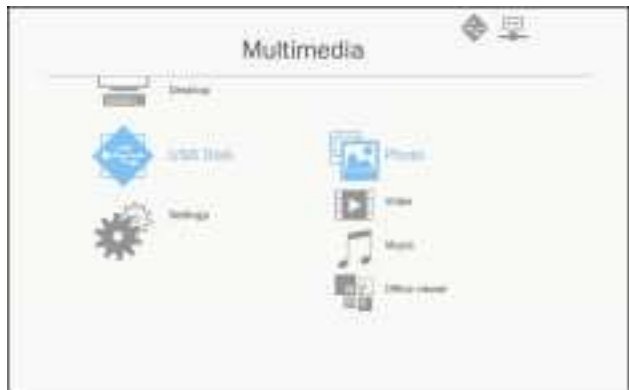 Multimedia
Desktop
USB Disk
Photo
Settings
Video
Music
Office viewer